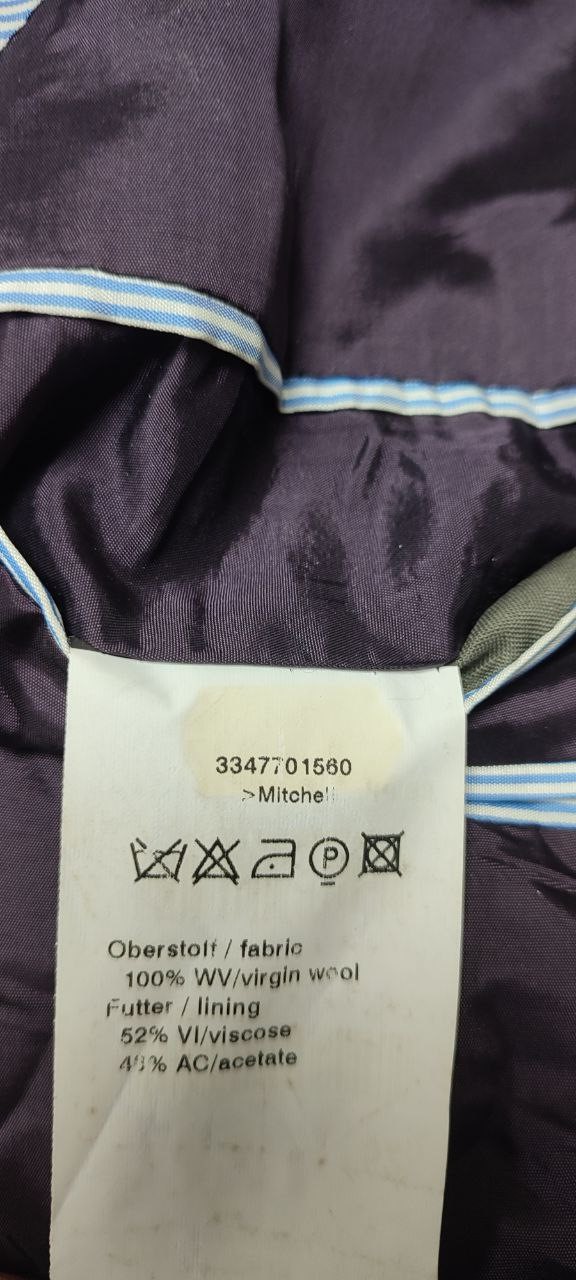 3347701560
>Mitchell
P
Oberstoff / fabric
100% WV/virgin wool
Futter / lining
52% VI/viscose
48% AC/acetate